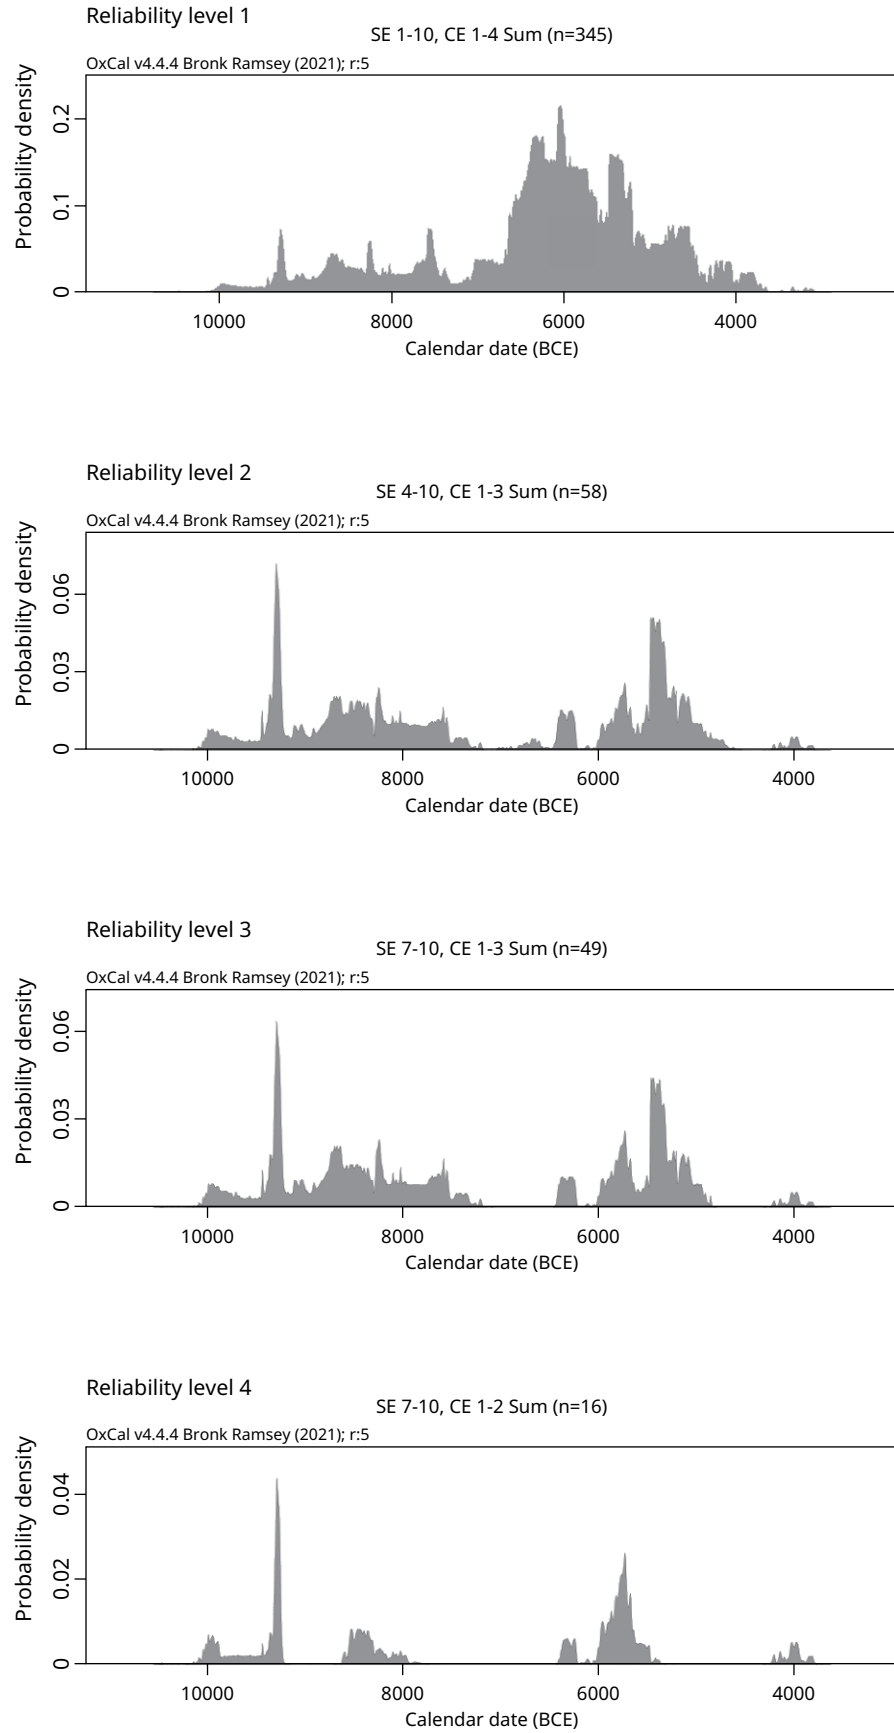 Reliability level 1
SE 1-10, CE 1-4 Sum (n=345)
OxCal v4.4.4 Bronk Ramsey (2021); r:5
Probability density
0.2
0.1
0
10000 8000 6000 4000
Calendar date (BCE)
Reliability level 2
SE 4-10, CE 1-3 Sum (n=58)
OxCal v4.4.4 Bronk Ramsey (2021); r:5
Probability density
0.06
0.03
0
10000 8000 6000 4000
Calendar date (BCE)
Reliability level 3
SE 7-10, CE 1-3 Sum (n=49)
OxCal v4.4.4 Bronk Ramsey (2021); r:5
Probability density
0.06
0.03
0
10000 8000 6000 4000
Calendar date (BCE)
Reliability level 4
SE 7-10, CE 1-2 Sum (n=16)
OxCal v4.4.4 Bronk Ramsey (2021); r:5
Probability density
0.04
0.02
0
10000 8000 6000 4000
Calendar date (BCE)